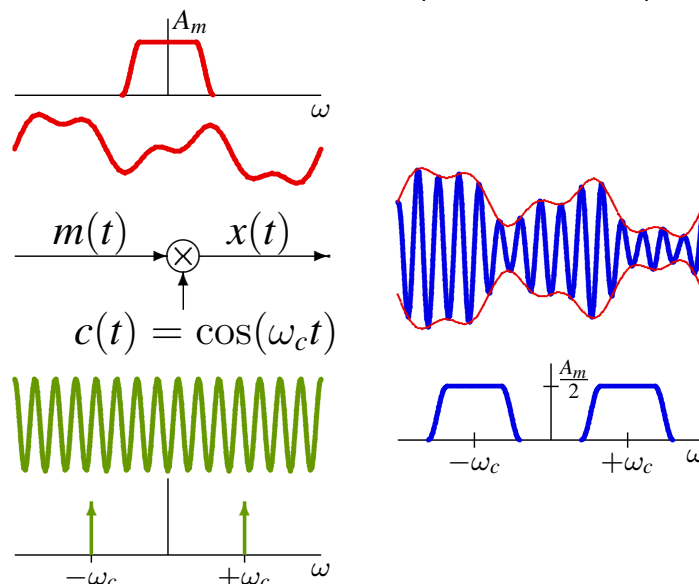 A_m
ω
m(t) x(t)
c(t) = cos(ω_c t)
−ω_c +ω_c
ω
A_m/2
−ω_c +ω_c
ω